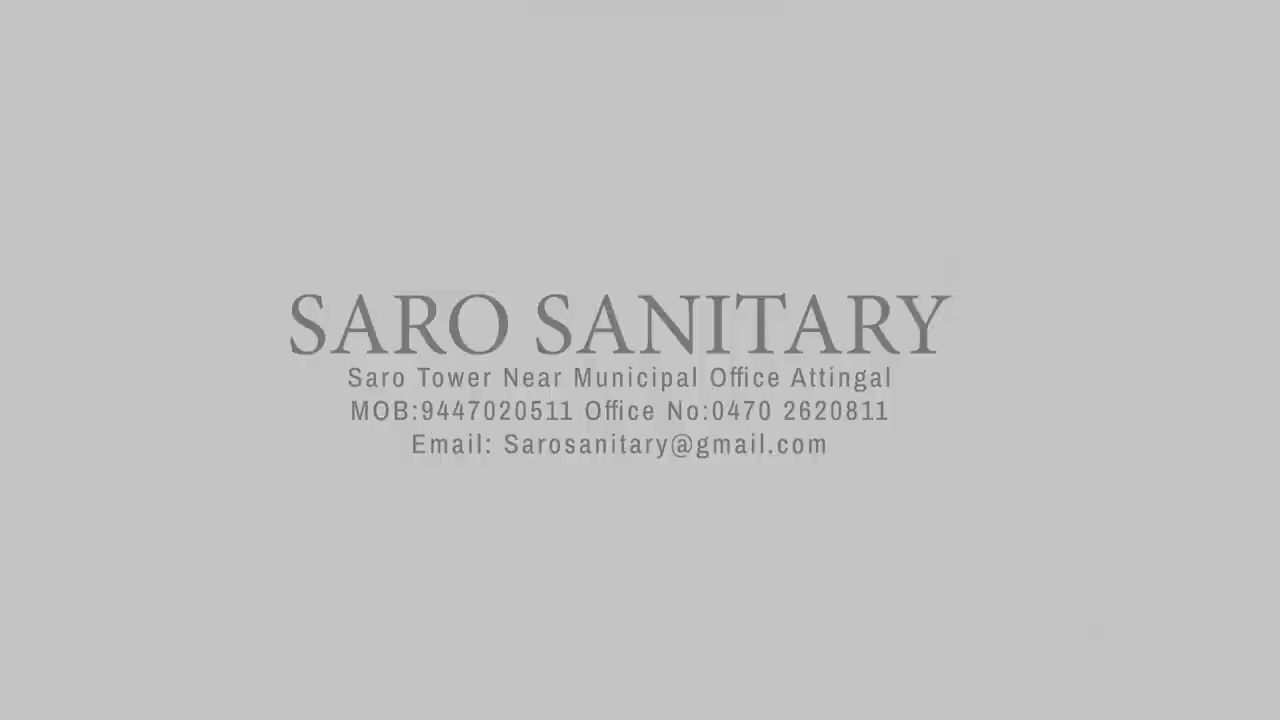 SARO SANITARY
Saro Tower Near Municipal Office Attingal
MOB:9447020511 Office No:0470 2620811
Email: Sarosanitary@gmail.com